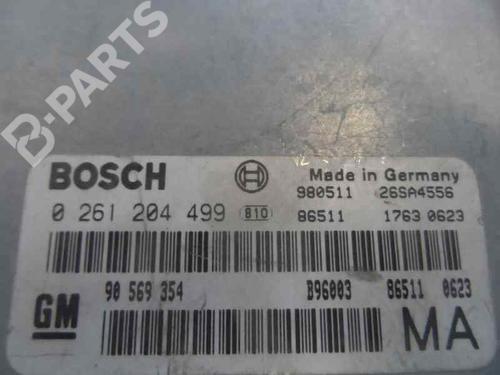 B-PARTS
BOSCH
Made in Germany
980511 26SA4556
0 261 204 499 810 86511 1763 0623
GM
90 569 354 B96003 86511 0623
MA